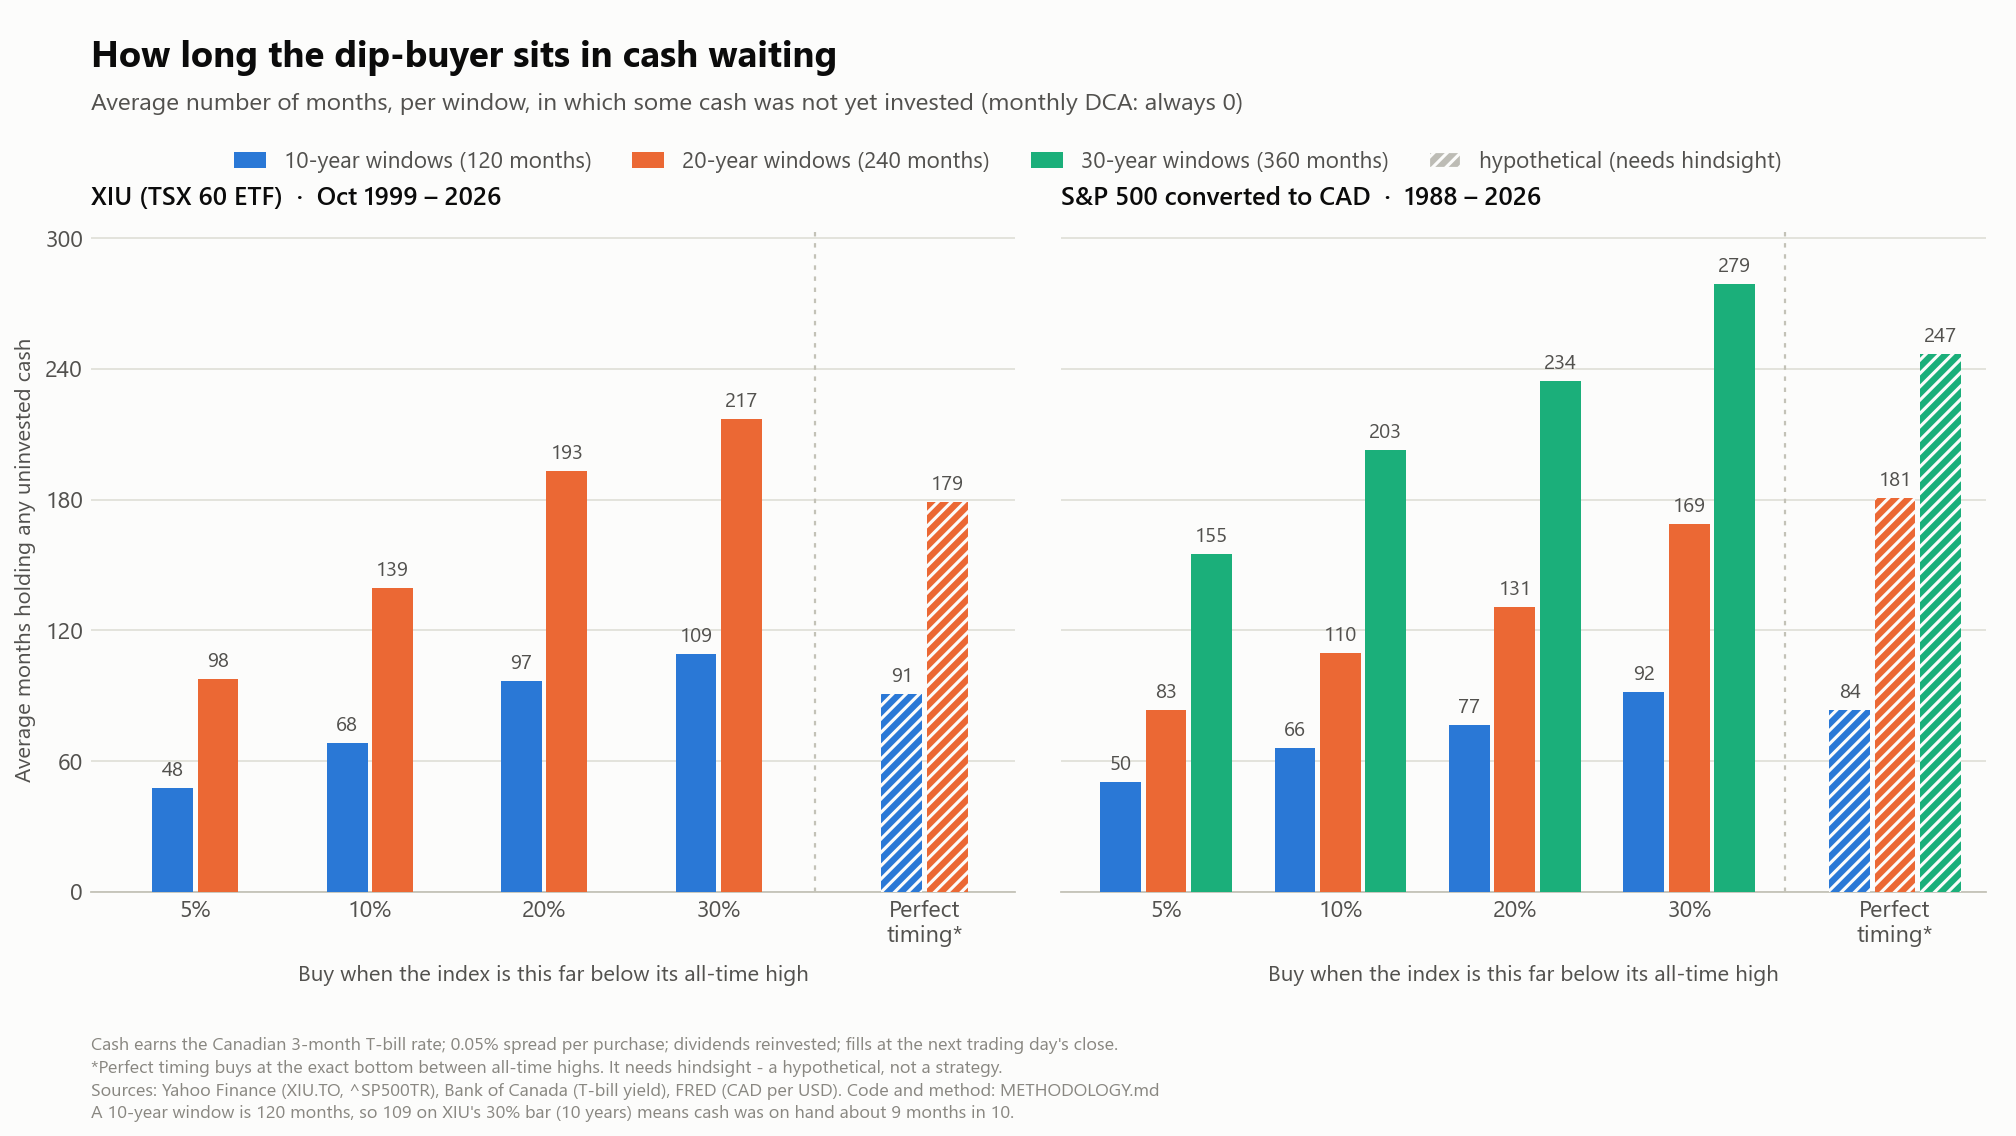 How long the dip-buyer sits in cash waiting
Average number of months, per window, in which some cash was not yet invested (monthly DCA: always 0)
10-year windows (120 months)
20-year windows (240 months)
30-year windows (360 months)
hypothetical (needs hindsight)
XIU (TSX 60 ETF) · Oct 1999 – 2026
Average months holding any uninvested cash
300
240
180
120
60
0
48
98
68
139
97
193
109
217
91
179
5%
10%
20%
30%
Perfect
timing*
Buy when the index is this far below its all-time high
S&P 500 converted to CAD · 1988 – 2026
50
83
155
66
110
203
77
131
234
92
169
279
84
181
247
5%
10%
20%
30%
Perfect
timing*
Buy when the index is this far below its all-time high
Cash earns the Canadian 3-month T-bill rate; 0.05% spread per purchase; dividends reinvested; fills at the next trading day's close.
*Perfect timing buys at the exact bottom between all-time highs. It needs hindsight - a hypothetical, not a strategy.
Sources: Yahoo Finance (XIU.TO, ^SP500TR), Bank of Canada (T-bill yield), FRED (CAD per USD). Code and method: METHODOLOGY.md
A 10-year window is 120 months, so 109 on XIU's 30% bar (10 years) means cash was on hand about 9 months in 10.